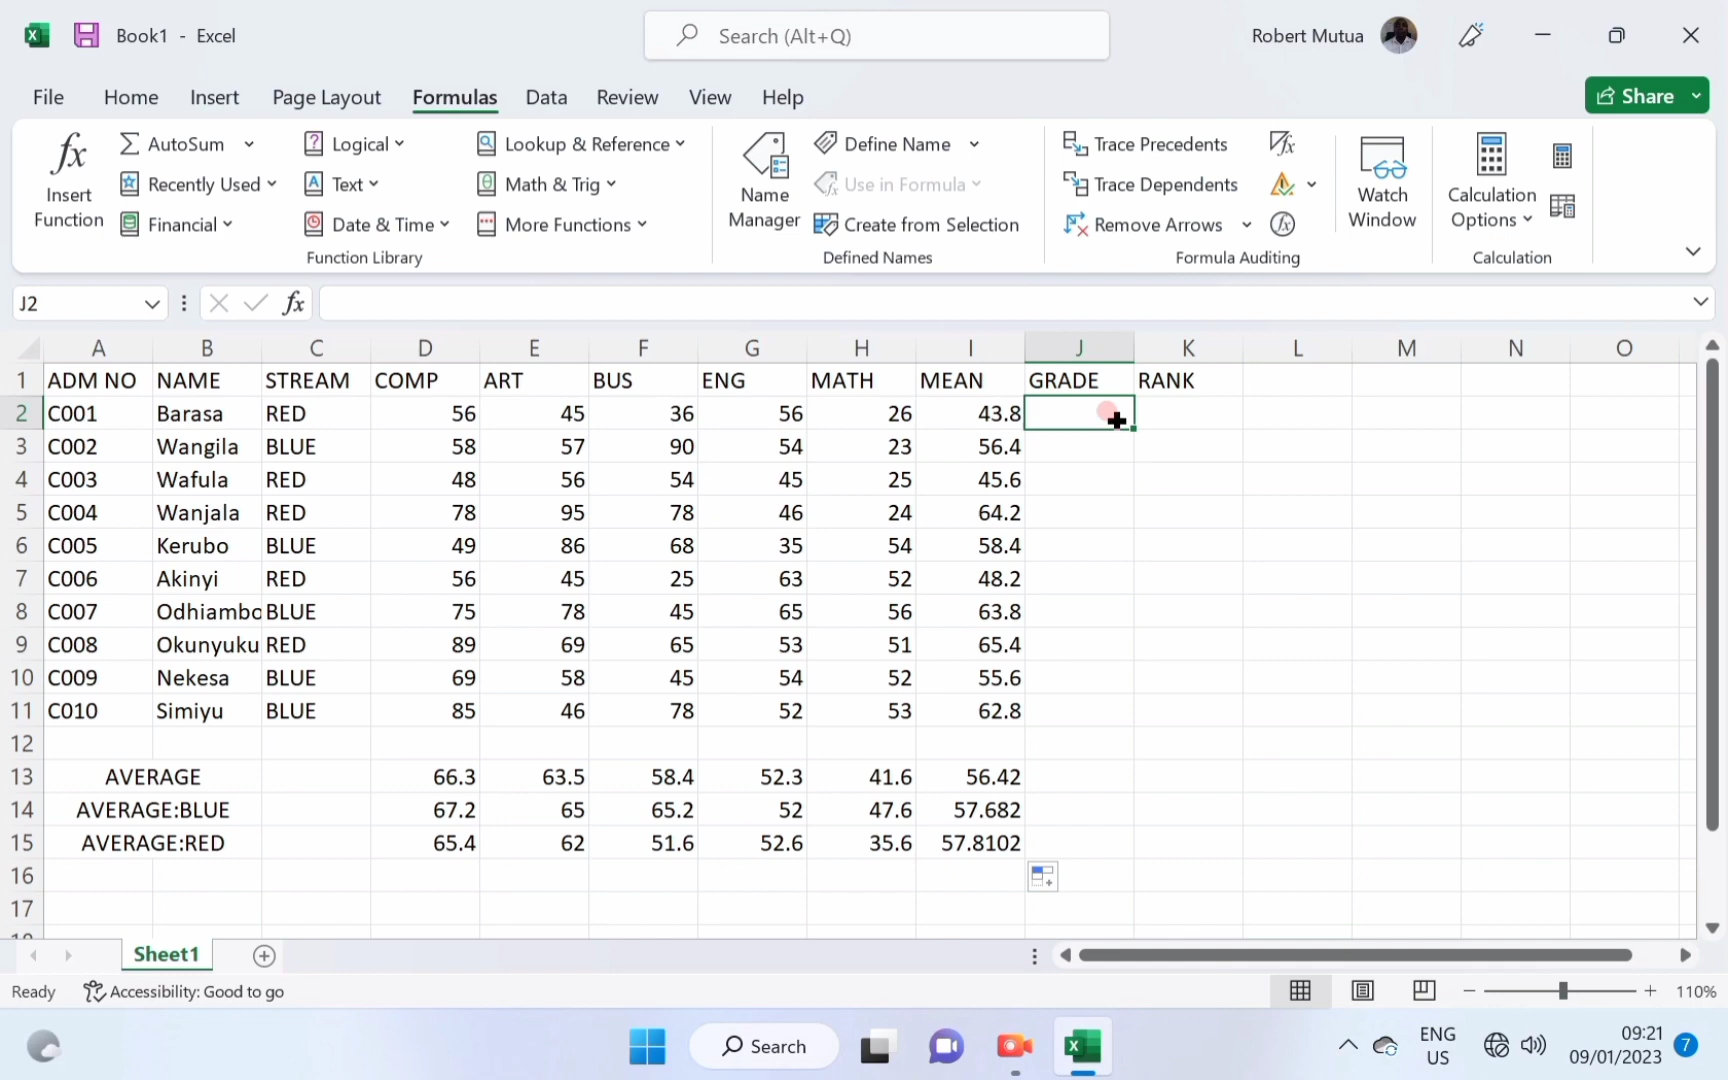 Book1 - Excel
Search (Alt+Q)
Robert Mutua
File Home Insert Page Layout Formulas Data Review View Help
Share
Insert Function
AutoSum
Recently Used
Financial
Logical
Text
Date & Time
Lookup & Reference
Math & Trig
More Functions
Function Library
Name Manager
Define Name
Use in Formula
Create from Selection
Defined Names
Trace Precedents
Trace Dependents
Remove Arrows
Formula Auditing
Watch Window
Calculation Options
Calculation
J2
fx
A B C D E F G H I J K L M N O
1 ADM NO NAME STREAM COMP ART BUS ENG MATH MEAN GRADE RANK
2 C001 Barasa RED 56 45 36 56 26 43.8
3 C002 Wangila BLUE 58 57 90 54 23 56.4
4 C003 Wafula RED 48 56 54 45 25 45.6
5 C004 Wanjala RED 78 95 78 46 24 64.2
6 C005 Kerubo BLUE 49 86 68 35 54 58.4
7 C006 Akinyi RED 56 45 25 63 52 48.2
8 C007 Odhiambo BLUE 75 78 45 65 56 63.8
9 C008 Okunyuku RED 89 69 65 53 51 65.4
10 C009 Nekesa BLUE 69 58 45 54 52 55.6
11 C010 Simiyu BLUE 85 46 78 52 53 62.8
12
13 AVERAGE 66.3 63.5 58.4 52.3 41.6 56.42
14 AVERAGE:BLUE 67.2 65 65.2 52 47.6 57.682
15 AVERAGE:RED 65.4 62 51.6 52.6 35.6 57.8102
16
17
Sheet1
Ready Accessibility: Good to go
110%
Search
ENG
US
09:21
09/01/2023
7